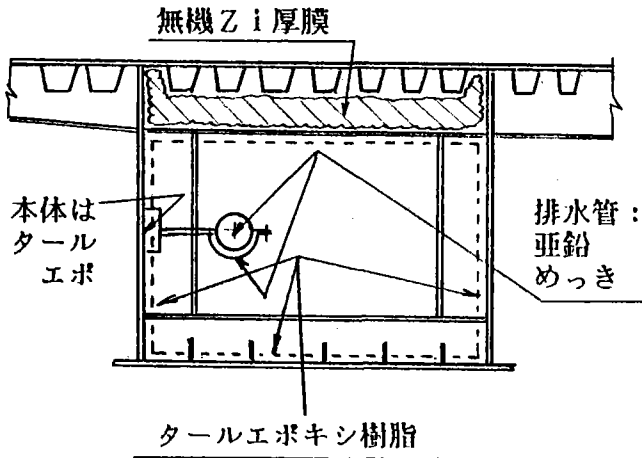 無機Zi厚膜
本体は
タール
エポ
排水管：
亜鉛
めっき
タールエポキシ樹脂